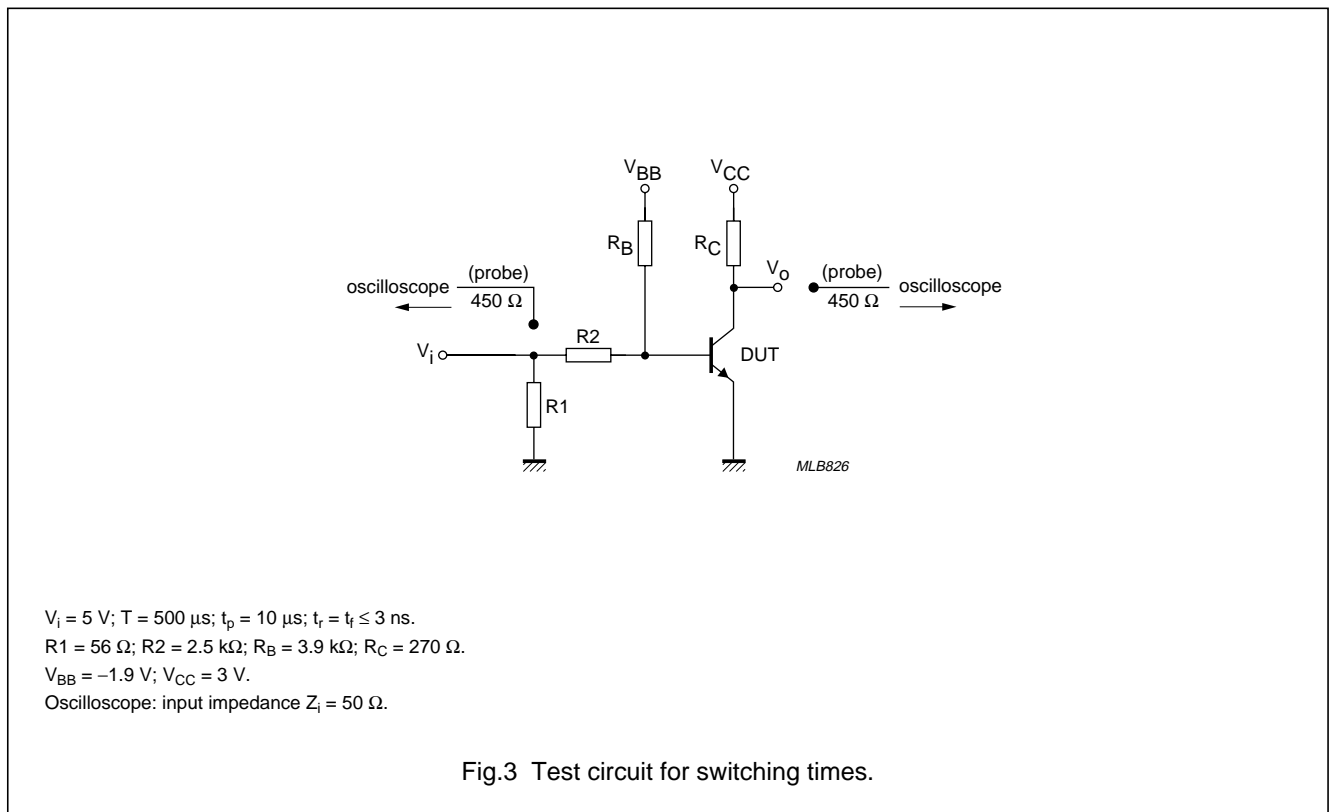 V_BB
V_CC
R_B
R_C
V_o
(probe)
450 Ω
oscilloscope
(probe)
450 Ω
oscilloscope
R2
V_i
DUT
R1
MLB826
V_i = 5 V; T = 500 µs; t_p = 10 µs; t_r = t_f ≤ 3 ns.
R1 = 56 Ω; R2 = 2.5 kΩ; R_B = 3.9 kΩ; R_C = 270 Ω.
V_BB = −1.9 V; V_CC = 3 V.
Oscilloscope: input impedance Z_i = 50 Ω.
Fig.3 Test circuit for switching times.